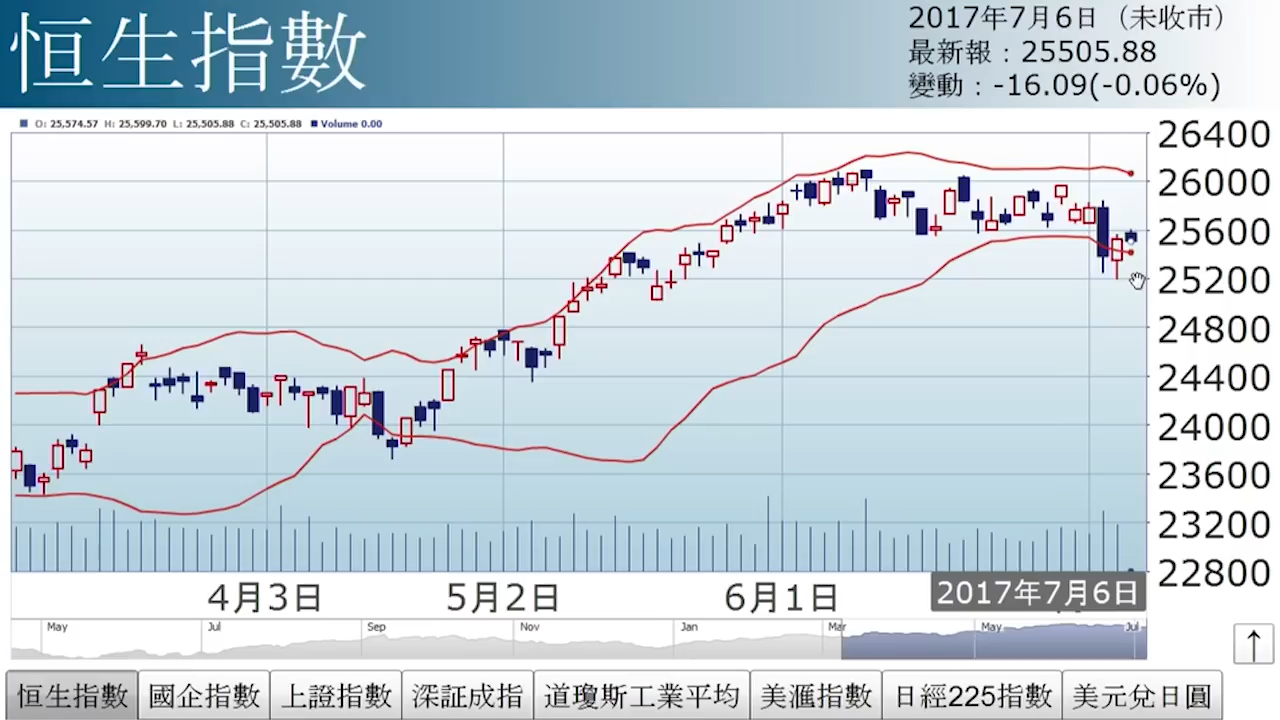 恒生指數
2017年7月6日 (未收市)
最新報：25505.88
變動：-16.09(-0.06%)
O: 25,574.57 H: 25,599.70 L: 25,505.88 C: 25,505.88 Volume 0.00
26400
26000
25600
25200
24800
24400
24000
23600
23200
22800
4月3日 5月2日 6月1日 2017年7月6日
May Jul Sep Nov Jan Mar May Jul
↑
恒生指數 國企指數 上證指數 深証成指 道瓊斯工業平均 美滙指數 日經225指數 美元兌日圓